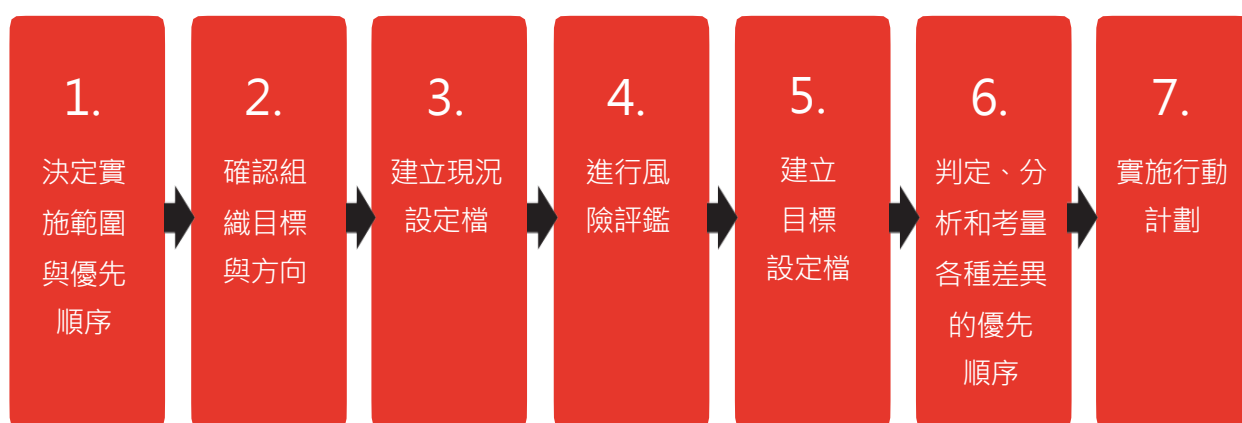 1.
決定實
施範圍
與優先
順序
2.
確認組
織目標
與方向
3.
建立現況
設定檔
4.
進行風
險評鑑
5.
建立
目標
設定檔
6.
判定、分
析和考量
各種差異
的優先
順序
7.
實施行動
計劃